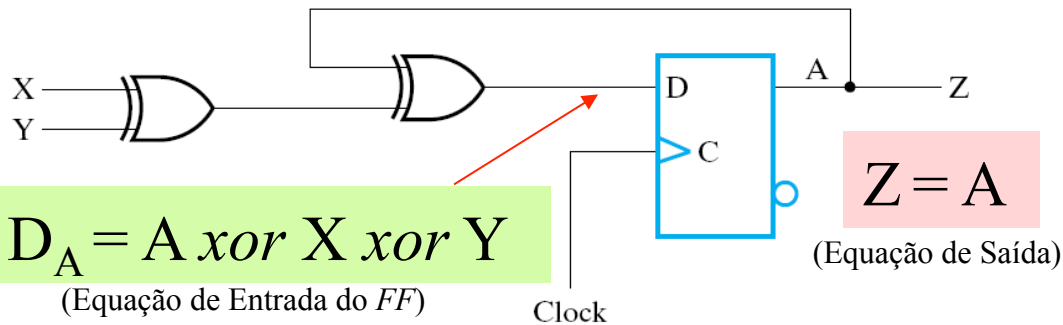 X
Y
D
A
Z
C
Z = A
(Equação de Saída)
D_A = A xor X xor Y
(Equação de Entrada do FF)
Clock